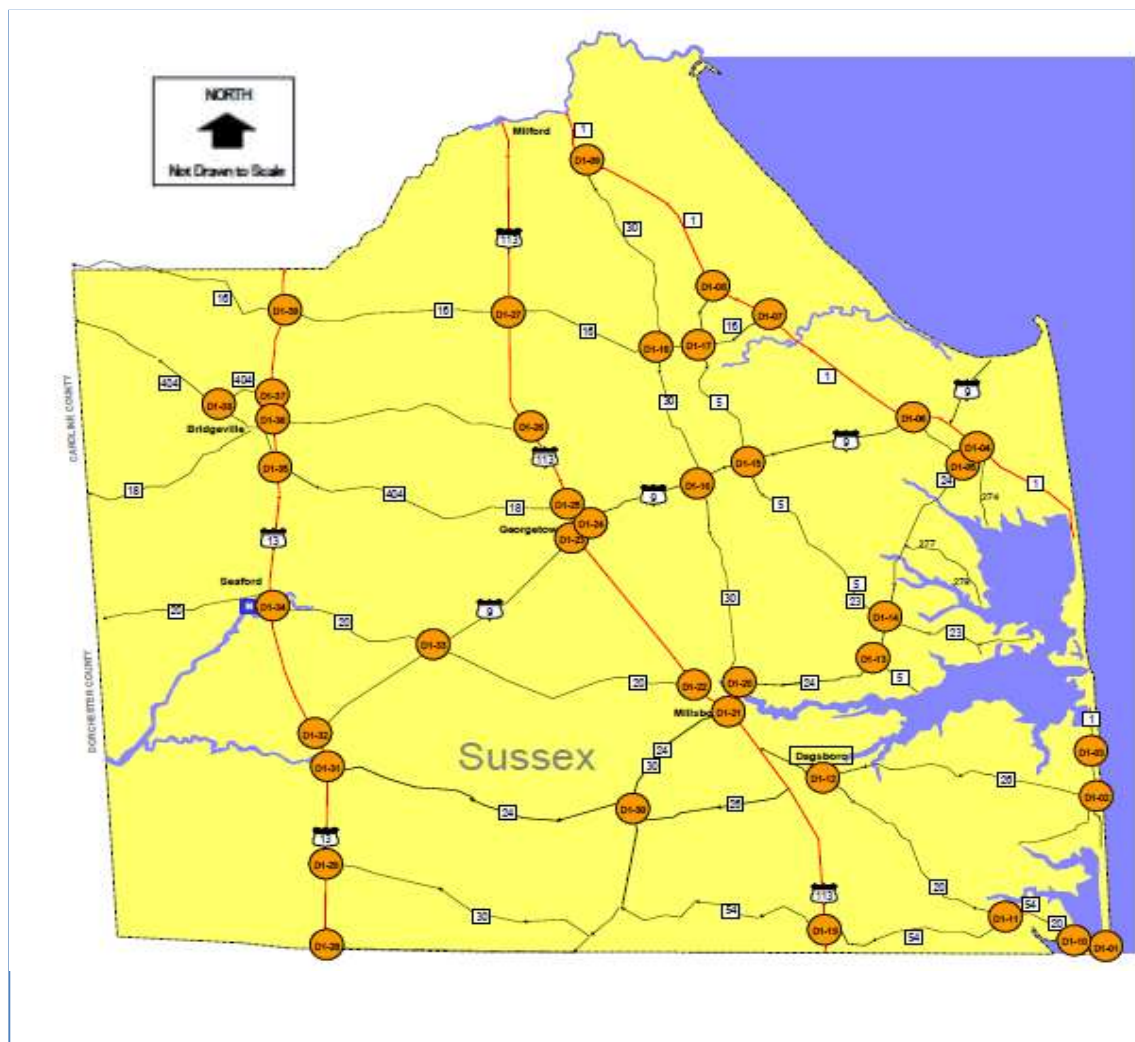 NORTH
Not Drawn to Scale
Milford
1
D1-09
30
1
113
D1-08
16
D1-39
16
D1-27
D1-07
16
D1-18
D1-17
16
1
404
404
D1-37
D1-38
30
5
9
CAROLINE COUNTY
Bridgeville
D1-36
D1-26
D1-06
113
9
D1-04
D1-35
D1-15
D1-05
24
18
404
D1-16
9
274
1
D1-25
18
D1-24
5
Georgetow
D1-23
13
277
Seaford
5
278
D1-34
20
9
30
23
D1-14
20
23
D1-33
D1-13
DORCHESTER COUNTY
20
D1-22
D1-20
24
5
Millsbo
D1-21
1
D1-32
24
D1-03
Sussex
Dagsboro
D1-31
30
D1-12
26
D1-02
24
D1-30
26
13
20
113
54
30
54
D1-11
20
D1-19
54
D1-10
D1-01